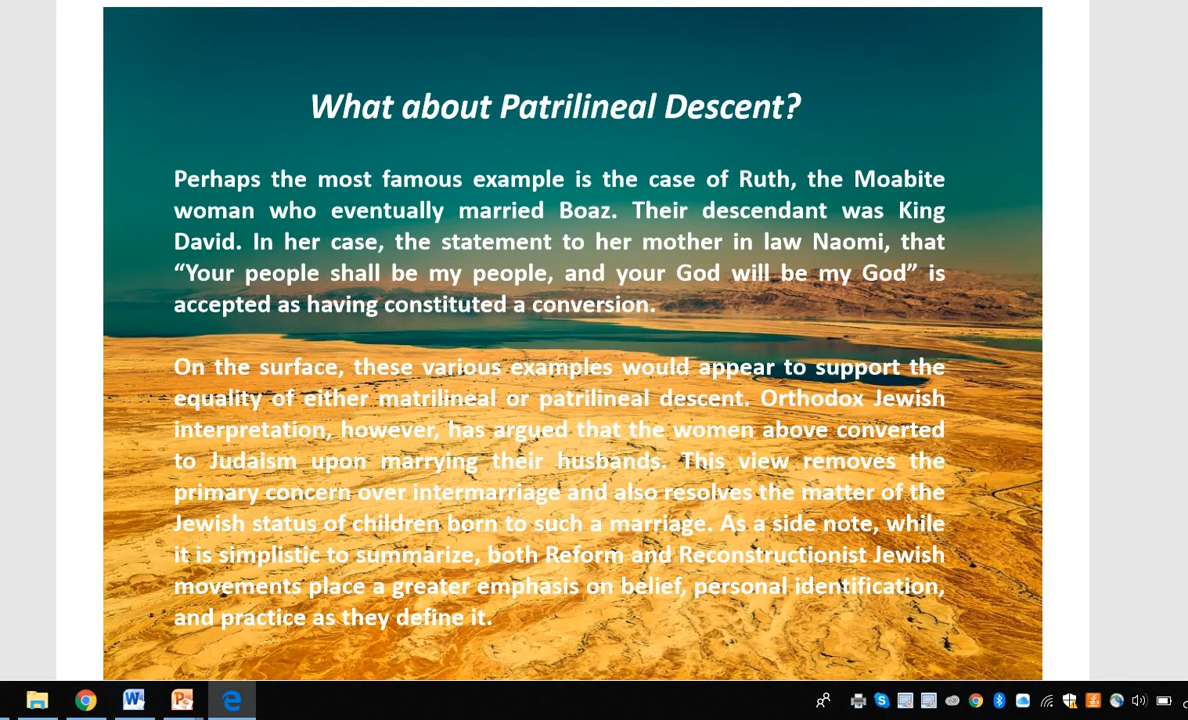 What about Patrilineal Descent?
Perhaps the most famous example is the case of Ruth, the Moabite
woman who eventually married Boaz. Their descendant was King
David. In her case, the statement to her mother in law Naomi, that
“Your people shall be my people, and your God will be my God” is
accepted as having constituted a conversion.
On the surface, these various examples would appear to support the
equality of either matrilineal or patrilineal descent. Orthodox Jewish
interpretation, however, has argued that the women above converted
to Judaism upon marrying their husbands. This view removes the
primary concern over intermarriage and also resolves the matter of the
Jewish status of children born to such a marriage. As a side note, while
it is simplistic to summarize, both Reform and Reconstructionist Jewish
movements place a greater emphasis on belief, personal identification,
and practice as they define it.